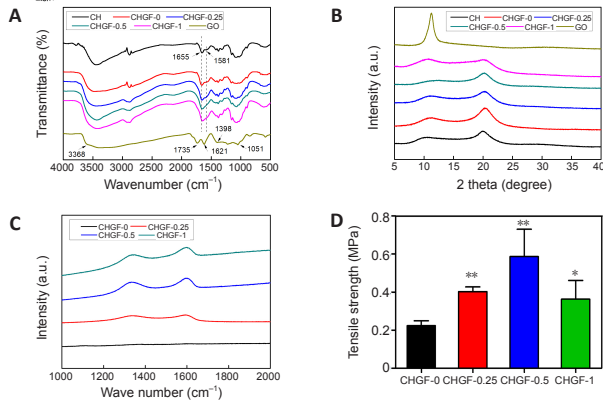 A
CH CHGF-0 CHGF-0.25
CHGF-0.5 CHGF-1 GO
Transmittance (%)
1655
1581
1398
3368
1735
1621
1051
4000 3500 3000 2500 2000 1500 1000 500
Wavenumber (cm⁻¹)
B
CH CHGF-0 CHGF-0.25
CHGF-0.5 CHGF-1 GO
Intensity (a.u.)
5 10 15 20 25 30 35 40
2 theta (degree)
C
CHGF-0 CHGF-0.25
CHGF-0.5 CHGF-1
Intensity (a.u.)
1000 1200 1400 1600 1800 2000
Wave number (cm⁻¹)
D
Tensile strength (MPa)
0.8
0.6
0.4
0.2
0
**
**
*
CHGF-0 CHGF-0.25 CHGF-0.5 CHGF-1